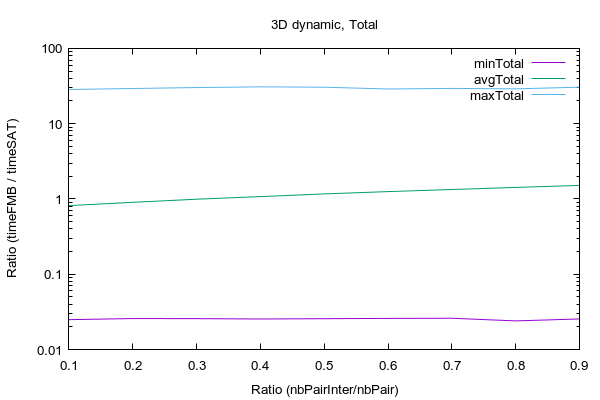 3D dynamic, Total
100
10
1
0.1
0.01
Ratio (timeFMB / timeSAT)
minTotal
avgTotal
maxTotal
0.1 0.2 0.3 0.4 0.5 0.6 0.7 0.8 0.9
Ratio (nbPairInter/nbPair)